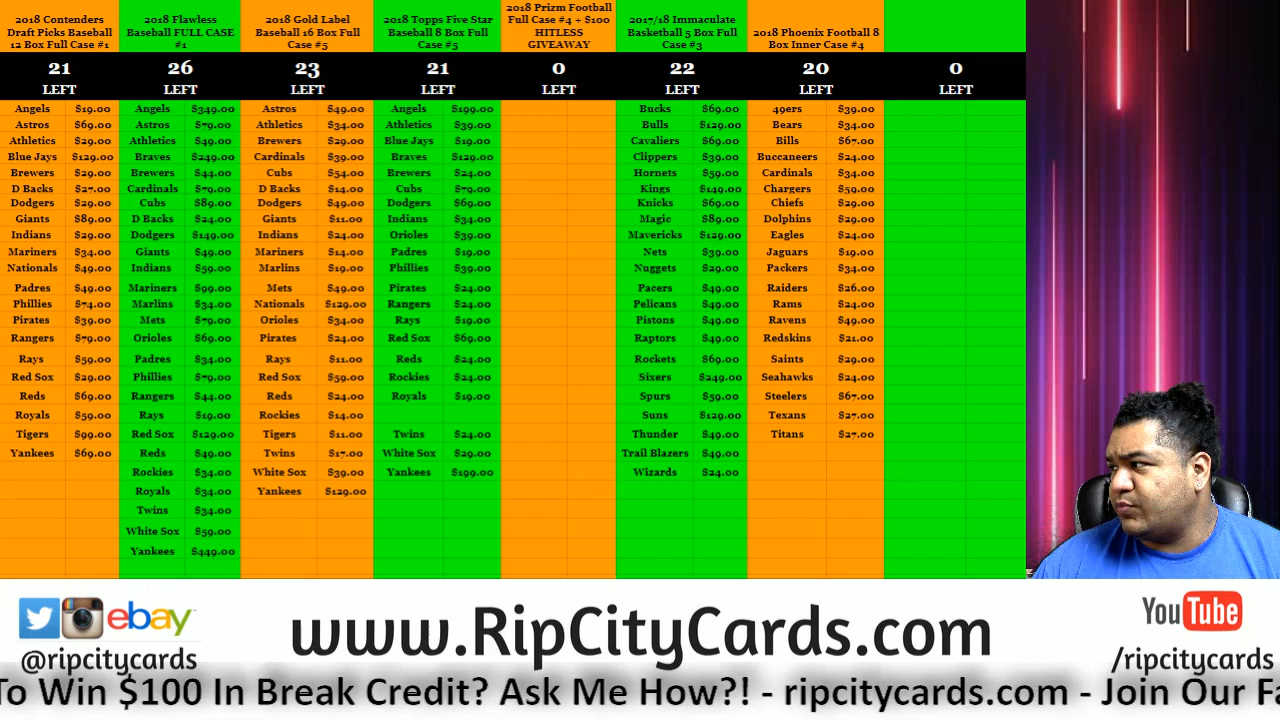 2018 Contenders
Draft Picks Baseball
12 Box Full Case #1
21
LEFT
Angels $19.00
Astros $69.00
Athletics $29.00
Blue Jays $129.00
Brewers $29.00
D Backs $27.00
Dodgers $29.00
Giants $89.00
Indians $29.00
Mariners $34.00
Nationals $49.00
Padres $49.00
Phillies $74.00
Pirates $39.00
Rangers $79.00
Rays $59.00
Red Sox $29.00
Reds $69.00
Royals $59.00
Tigers $99.00
Yankees $69.00
2018 Flawless
Baseball FULL CASE
#1
26
LEFT
Angels $349.00
Astros $79.00
Athletics $49.00
Braves $249.00
Brewers $44.00
Cardinals $79.00
Cubs $89.00
D Backs $24.00
Dodgers $149.00
Giants $49.00
Indians $59.00
Mariners $99.00
Marlins $34.00
Mets $79.00
Orioles $69.00
Padres $34.00
Phillies $79.00
Rangers $44.00
Rays $19.00
Red Sox $129.00
Reds $49.00
Rockies $34.00
Royals $34.00
Twins $34.00
White Sox $59.00
Yankees $449.00
2018 Gold Label
Baseball 16 Box Full
Case #5
23
LEFT
Astros $49.00
Athletics $34.00
Brewers $29.00
Cardinals $39.00
Cubs $54.00
D Backs $14.00
Dodgers $49.00
Giants $11.00
Indians $24.00
Mariners $14.00
Marlins $19.00
Mets $49.00
Nationals $129.00
Orioles $34.00
Pirates $24.00
Rays $11.00
Red Sox $59.00
Reds $24.00
Rockies $14.00
Tigers $11.00
Twins $17.00
White Sox $39.00
Yankees $129.00
2018 Topps Five Star
Baseball 8 Box Full
Case #5
21
LEFT
Angels $199.00
Athletics $39.00
Blue Jays $19.00
Braves $129.00
Brewers $24.00
Cubs $79.00
Dodgers $69.00
Indians $34.00
Orioles $39.00
Padres $19.00
Phillies $39.00
Pirates $24.00
Rangers $24.00
Rays $19.00
Red Sox $69.00
Reds $24.00
Rockies $24.00
Royals $19.00
Twins $24.00
White Sox $29.00
Yankees $199.00
2018 Prizm Football
Full Case #4 + $100
HITLESS
GIVEAWAY
0
LEFT
2017/18 Immaculate
Basketball 5 Box Full
Case #3
22
LEFT
Bucks $69.00
Bulls $129.00
Cavaliers $69.00
Clippers $39.00
Hornets $59.00
Kings $149.00
Knicks $69.00
Magic $89.00
Mavericks $129.00
Nets $39.00
Nuggets $29.00
Pacers $49.00
Pelicans $49.00
Pistons $49.00
Raptors $49.00
Rockets $69.00
Sixers $249.00
Spurs $59.00
Suns $129.00
Thunder $49.00
Trail Blazers $49.00
Wizards $24.00
2018 Phoenix Football 8
Box Inner Case #4
20
LEFT
49ers $39.00
Bears $34.00
Bills $67.00
Buccaneers $24.00
Cardinals $34.00
Chargers $59.00
Chiefs $29.00
Dolphins $29.00
Eagles $24.00
Jaguars $19.00
Packers $34.00
Raiders $26.00
Rams $24.00
Ravens $49.00
Redskins $21.00
Saints $29.00
Seahawks $24.00
Steelers $67.00
Texans $27.00
Titans $27.00
0
LEFT
ebay
@ripcitycards
www.RipCityCards.com
YouTube
/ripcitycards
To Win $100 In Break Credit? Ask Me How?! - ripcitycards.com - Join Our Fa